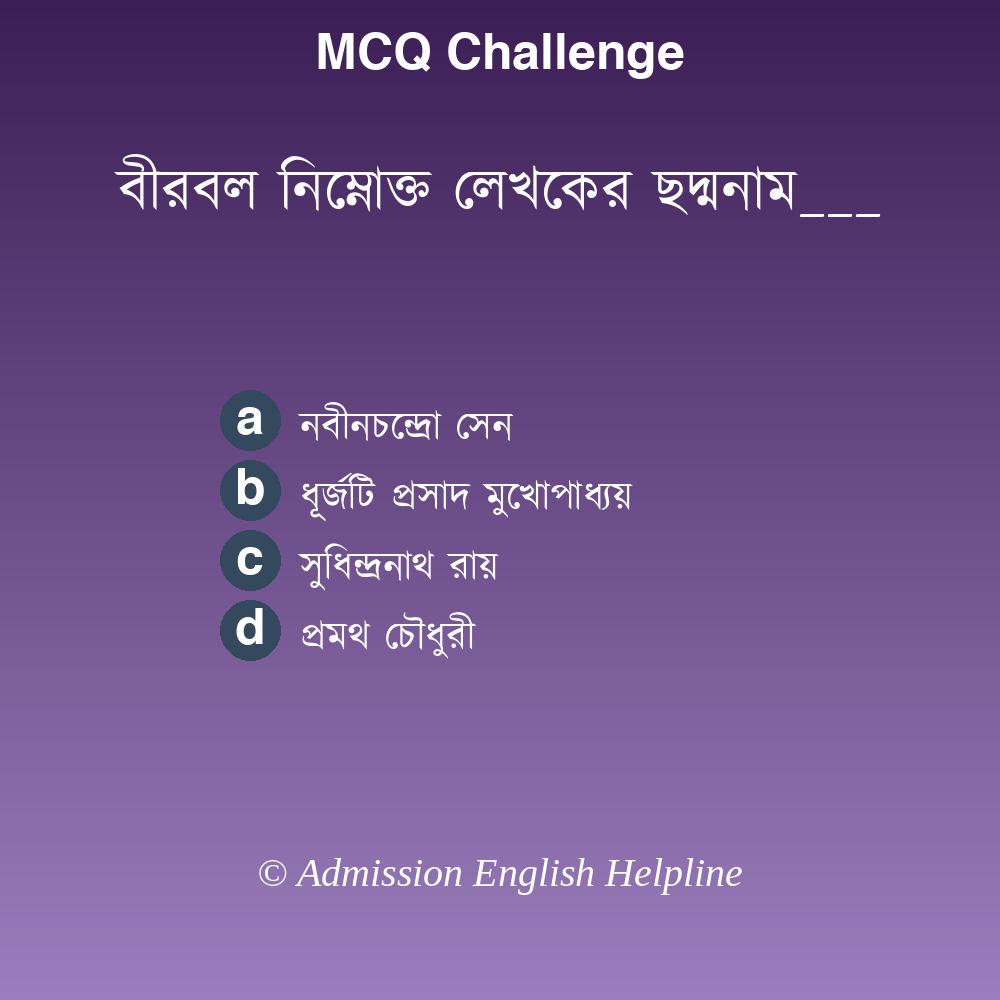 MCQ Challenge
বীরবল নিম্নোক্ত লেখকের ছদ্মনাম___
a নবীনচন্দ্রো সেন
b ধূর্জটি প্রসাদ মুখোপাধ্যয়
c সুধিন্দ্রনাথ রায়
d প্রমথ চৌধুরী
© Admission English Helpline